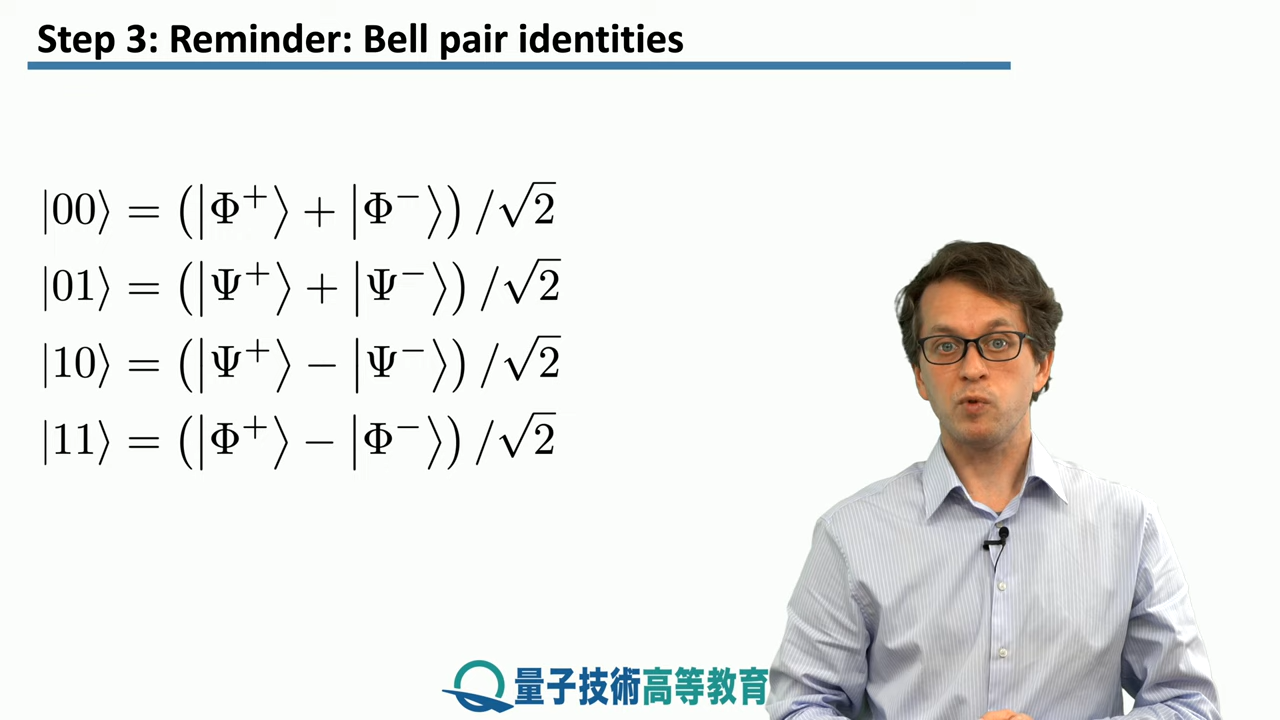 Step 3: Reminder: Bell pair identities
|00⟩ = (|Φ⁺⟩ + |Φ⁻⟩) /√2
|01⟩ = (|Ψ⁺⟩ + |Ψ⁻⟩) /√2
|10⟩ = (|Ψ⁺⟩ − |Ψ⁻⟩) /√2
|11⟩ = (|Φ⁺⟩ − |Φ⁻⟩) /√2
量子技術高等教育